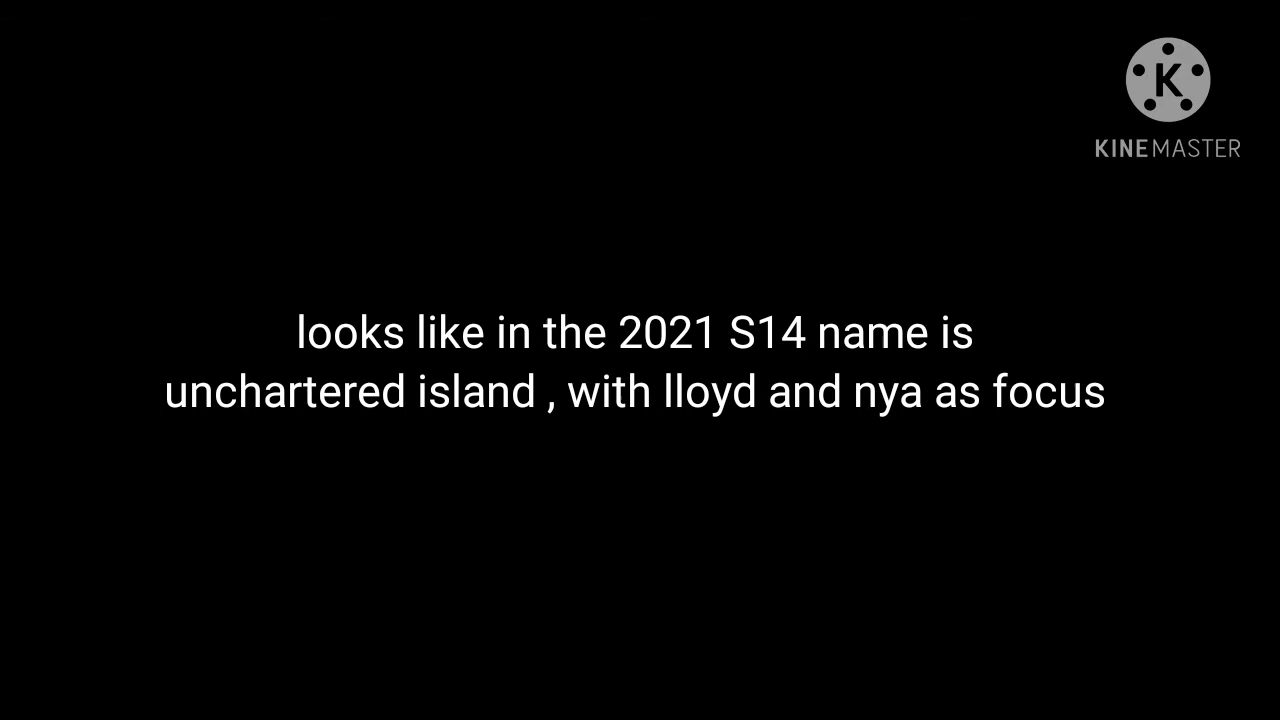 K
KINEMASTER
looks like in the 2021 S14 name is
unchartered island , with lloyd and nya as focus